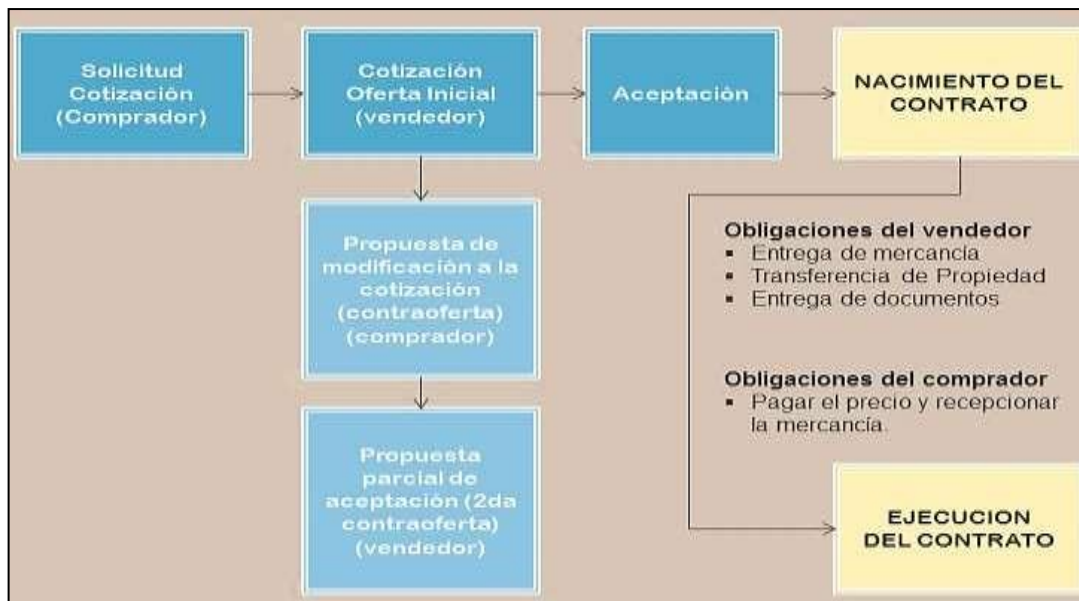 Solicitud
Cotización
(Comprador)
Cotización
Oferta Inicial
(vendedor)
Aceptación
NACIMIENTO DEL
CONTRATO
Propuesta de
modificación a la
cotización
(contraoferta)
(comprador)
Propuesta
parcial de
aceptación (2da
contraoferta)
(vendedor)
Obligaciones del vendedor
▪ Entrega de mercancía
▪ Transferencia de Propiedad
▪ Entrega de documentos
Obligaciones del comprador
▪ Pagar el precio y recepcionar
la mercancía.
EJECUCION
DEL CONTRATO